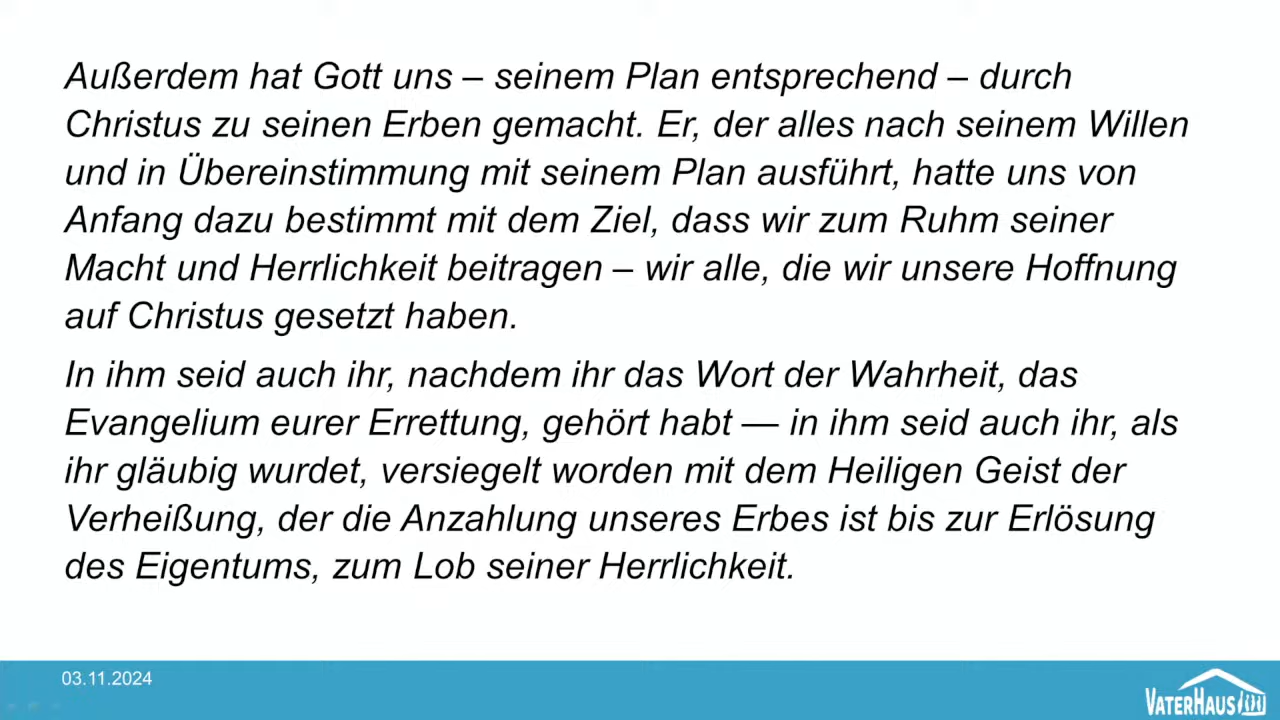 Außerdem hat Gott uns – seinem Plan entsprechend – durch
Christus zu seinen Erben gemacht. Er, der alles nach seinem Willen
und in Übereinstimmung mit seinem Plan ausführt, hatte uns von
Anfang dazu bestimmt mit dem Ziel, dass wir zum Ruhm seiner
Macht und Herrlichkeit beitragen – wir alle, die wir unsere Hoffnung
auf Christus gesetzt haben.
In ihm seid auch ihr, nachdem ihr das Wort der Wahrheit, das
Evangelium eurer Errettung, gehört habt — in ihm seid auch ihr, als
ihr gläubig wurdet, versiegelt worden mit dem Heiligen Geist der
Verheißung, der die Anzahlung unseres Erbes ist bis zur Erlösung
des Eigentums, zum Lob seiner Herrlichkeit.
03.11.2024
VATERHAUS